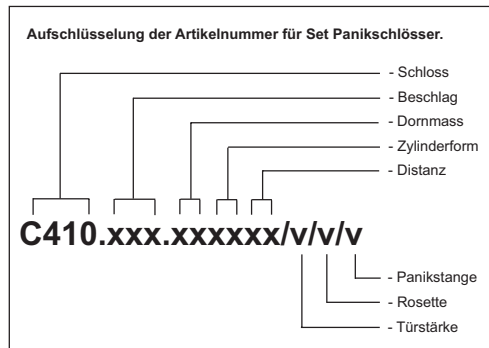 Aufschlüsselung der Artikelnummer für Set Panikschlösser.
- Schloss
- Beschlag
- Dornmass
- Zylinderform
- Distanz
C410.xxx.xxxxxx/v/v/v
- Panikstange
- Rosette
- Türstärke